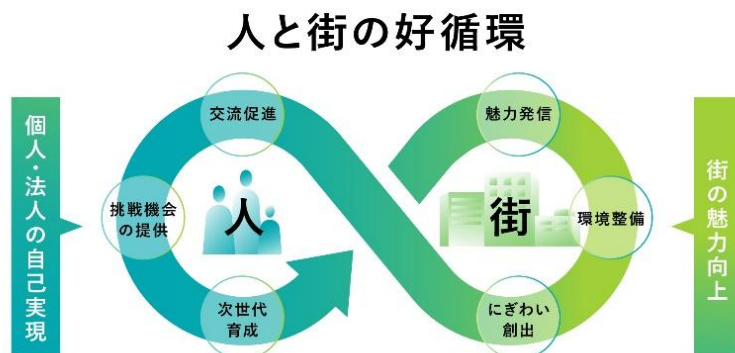 人と街の好循環
個人・法人の自己実現
交流促進
挑戦機会
の提供
人
次世代
育成
魅力発信
街
環境整備
にぎわい
創出
街の魅力向上